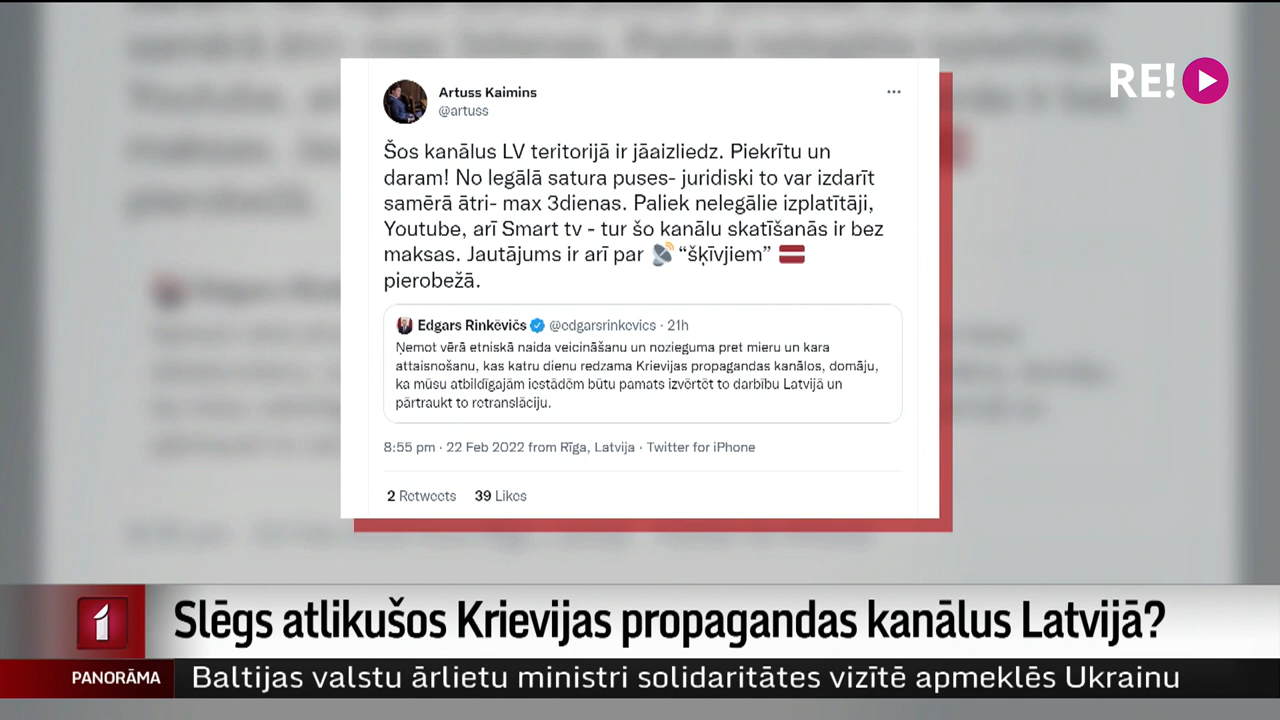 RE!
Artuss Kaimins
@artuss
Šos kanālus LV teritorijā ir jāaizliedz. Piekrītu un
daram! No legālā satura puses- juridiski to var izdarīt
samērā ātri- max 3dienas. Paliek nelegālie izplatītāji,
Youtube, arī Smart tv - tur šo kanālu skatīšanās ir bez
maksas. Jautājums ir arī par 📡 “šķīvjiem” 🇱🇻
pierobežā.
Edgars Rinkēvičs @edgarsrinkevics · 21h
Ņemot vērā etniskā naida veicināšanu un nozieguma pret mieru un kara
attaisnošanu, kas katru dienu redzama Krievijas propagandas kanālos, domāju,
ka mūsu atbildīgajām iestādēm būtu pamats izvērtēt to darbību Latvijā un
pārtraukt to retranslāciju.
8:55 pm · 22 Feb 2022 from Rīga, Latvija · Twitter for iPhone
2 Retweets 39 Likes
1
Slēgs atlikušos Krievijas propagandas kanālus Latvijā?
PANORĀMA
Baltijas valstu ārlietu ministri solidaritātes vizītē apmeklēs Ukrainu